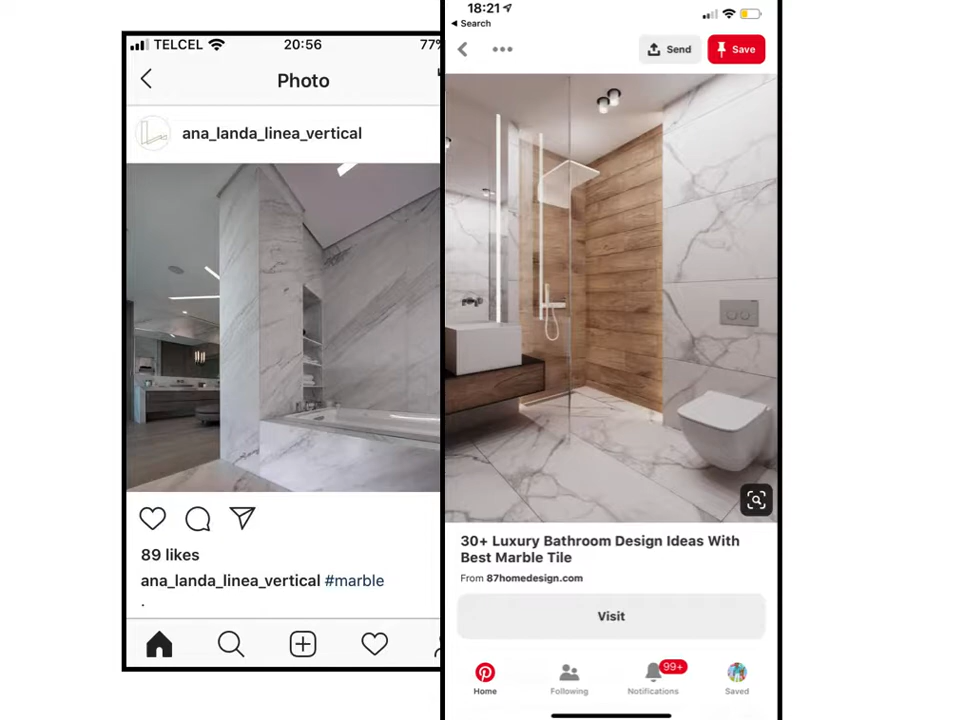 TELCEL 20:56 77%
Photo
ana_landa_linea_vertical
89 likes
ana_landa_linea_vertical #marble
.
18:21
Search
Send Save
30+ Luxury Bathroom Design Ideas With
Best Marble Tile
From 87homedesign.com
Visit
99+
Home Following Notifications Saved